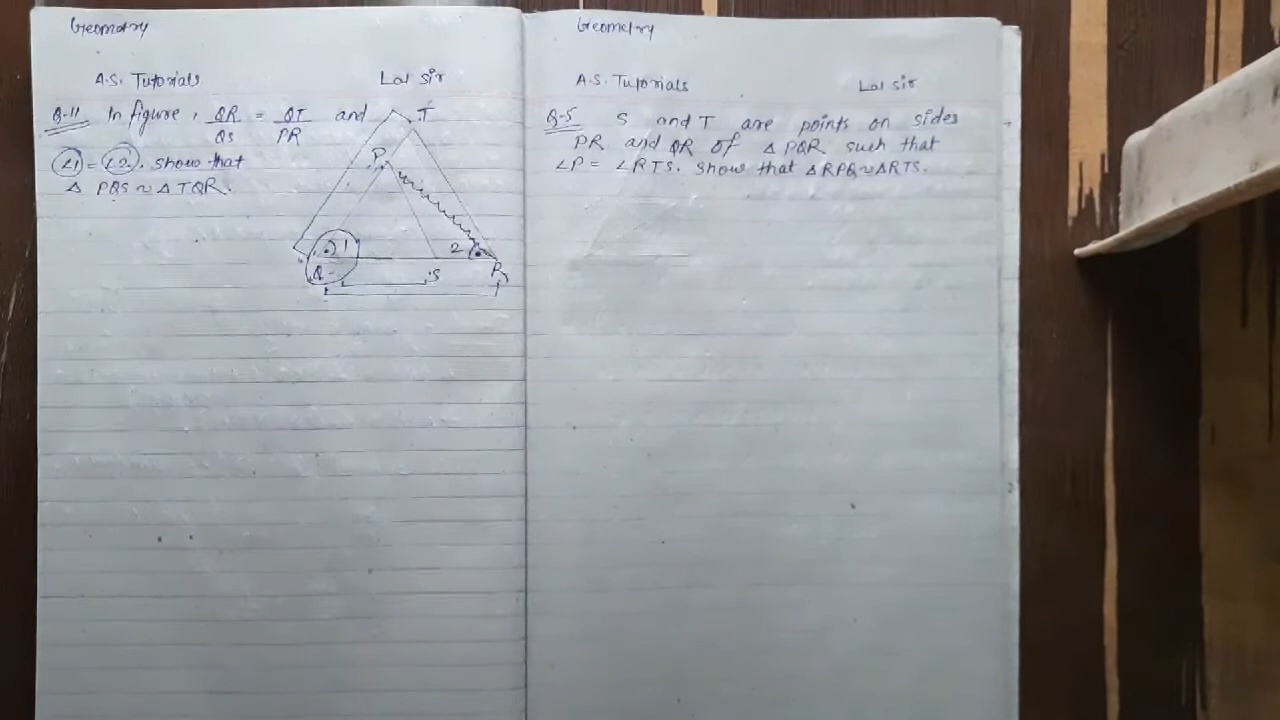 Geometry
A.S. Tutorials Lal Sir
Q-11 In figure, QR/QS = QT/PR and
∠1 = ∠2. show that
△ PQS ~ △ TQR.
T
P
1
2
Q
S
R
Geometry
A.S. Tutorials Lal Sir
Q-5 S and T are points on sides
PR and QR of △ PQR such that
∠P = ∠RTS. Show that △RPQ ~ △RTS.